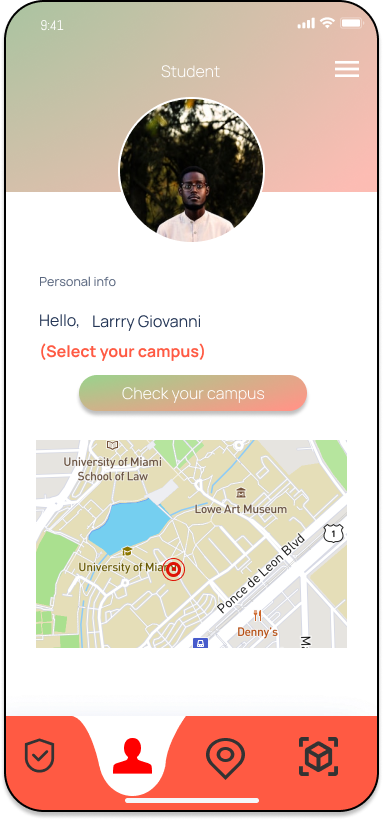 9:41
Student
Personal info
Hello, Larrry Giovanni
(Select your campus)
Check your campus
University of Miami
School of Law
Lowe Art Museum
1
University of Miam
Ponce de Leon Blvd
Denny's